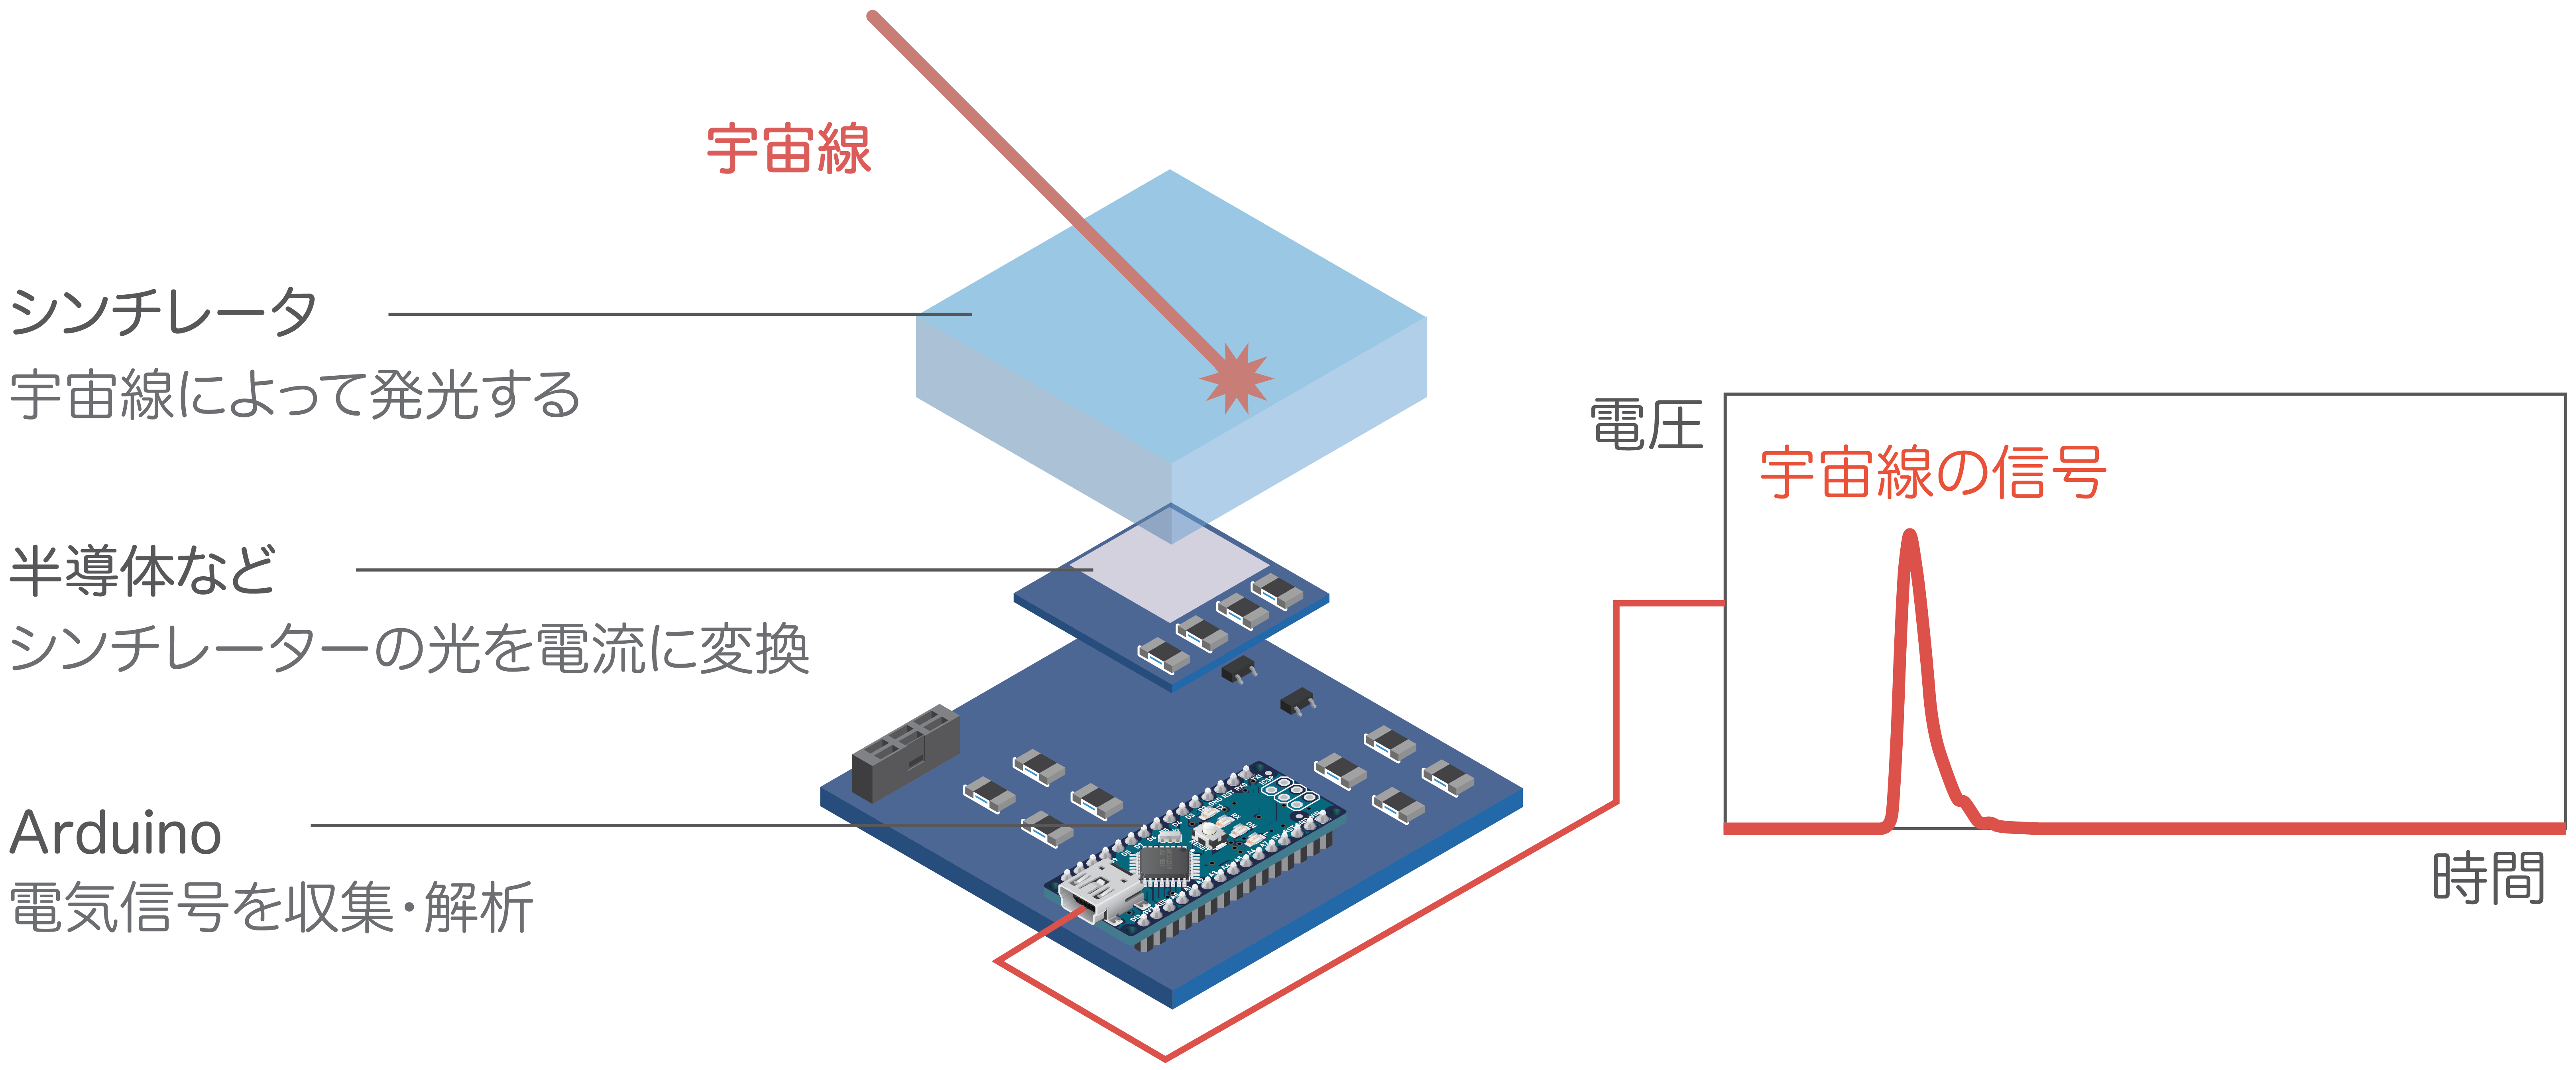 宇宙線
シンチレータ
宇宙線によって発光する
電圧
宇宙線の信号
半導体など
シンチレーターの光を電流に変換
Arduino
電気信号を収集・解析
時間
ICSP
RESET